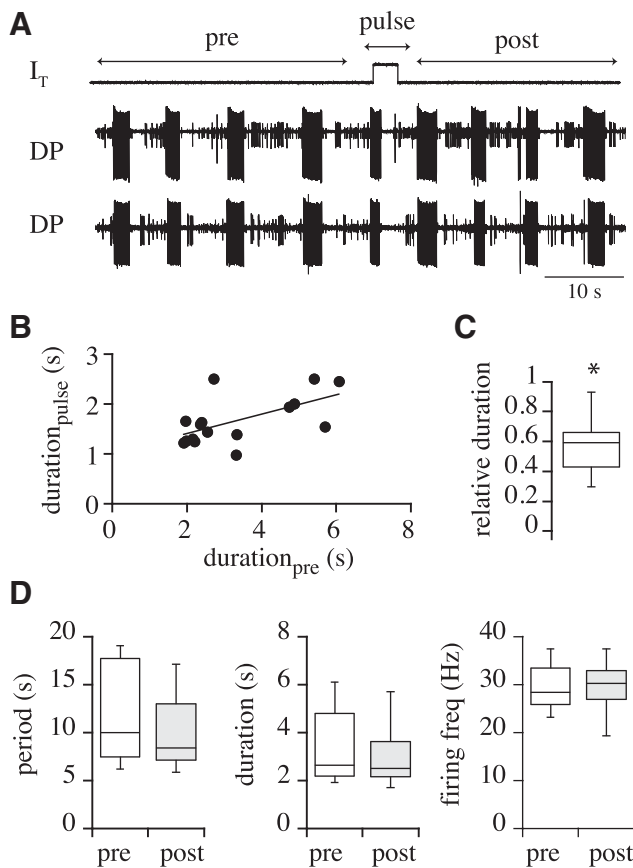 A
pre
pulse
post
I_T
DP
DP
10 s
B
duration_pulse (s)
3
2
1
0
0 2 4 6 8
duration_pre (s)
C
relative duration
*
1
0.8
0.6
0.4
0.2
0
D
period (s)
20
15
10
5
0
pre post
duration (s)
8
6
4
2
0
pre post
firing freq (Hz)
40
30
20
10
0
pre post